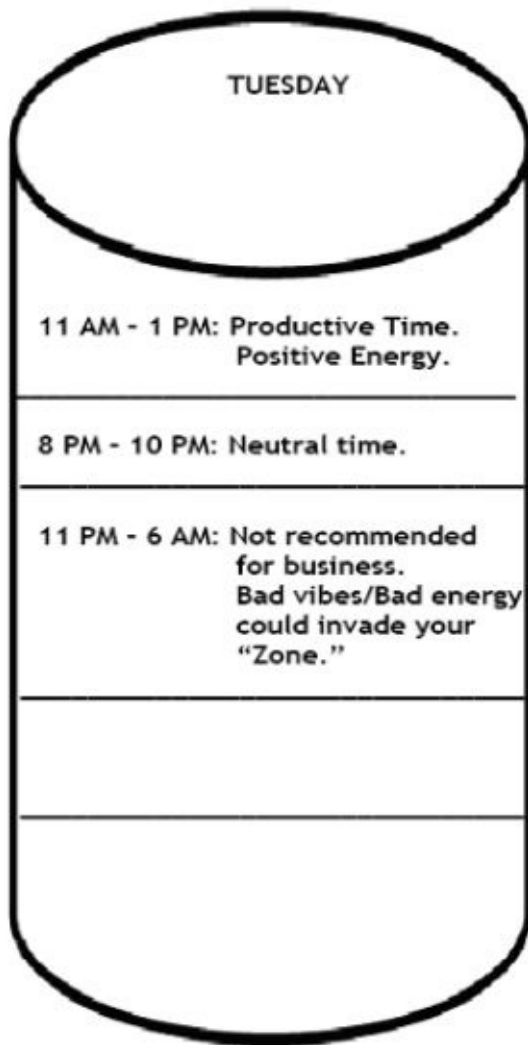 TUESDAY
11 AM - 1 PM: Productive Time.
Positive Energy.
8 PM - 10 PM: Neutral time.
11 PM - 6 AM: Not recommended
for business.
Bad vibes/Bad energy
could invade your
“Zone.”